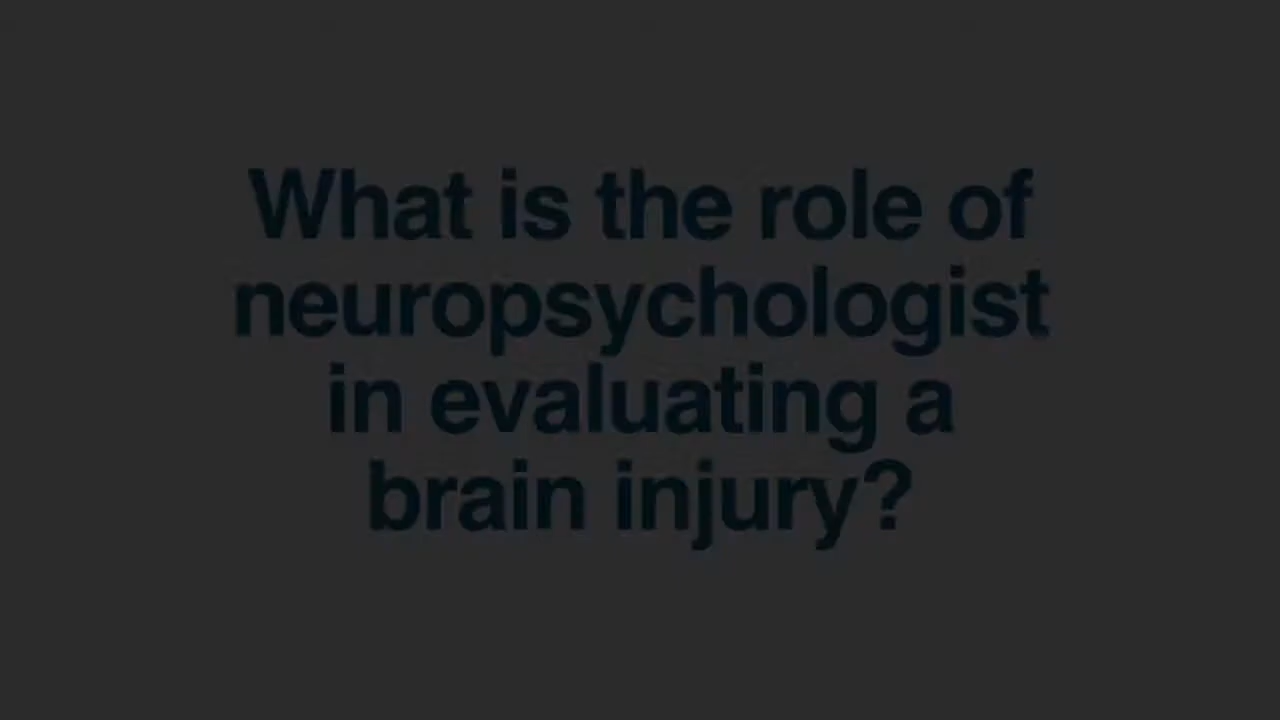 What is the role of
neuropsychologist
in evaluating a
brain injury?